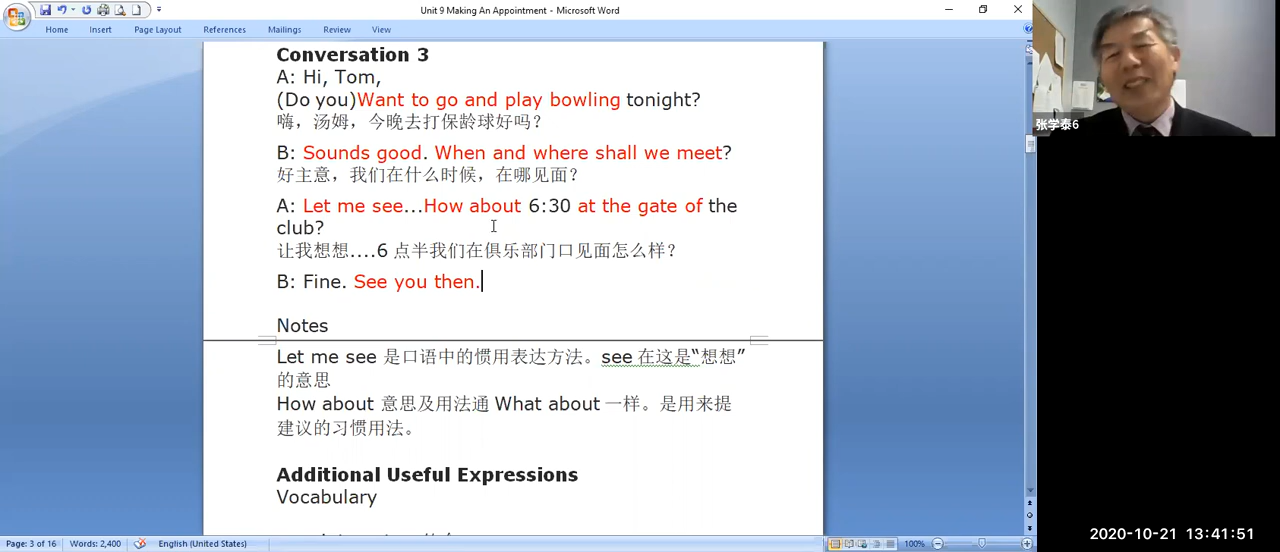 Unit 9 Making An Appointment - Microsoft Word
Home Insert Page Layout References Mailings Review View
Conversation 3
A: Hi, Tom,
(Do you)Want to go and play bowling tonight?
嗨，汤姆，今晚去打保龄球好吗？
B: Sounds good. When and where shall we meet?
好主意，我们在什么时候，在哪见面？
A: Let me see...How about 6:30 at the gate of the
club?
让我想想....6 点半我们在俱乐部门口见面怎么样？
B: Fine. See you then.
Notes
Let me see 是口语中的惯用表达方法。see 在这是“想想”
的意思
How about 意思及用法通 What about 一样。是用来提
建议的习惯用法。
Additional Useful Expressions
Vocabulary
张学泰6
2020-10-21 13:41:51
Page: 3 of 16 Words: 2,400 English (United States) 100%